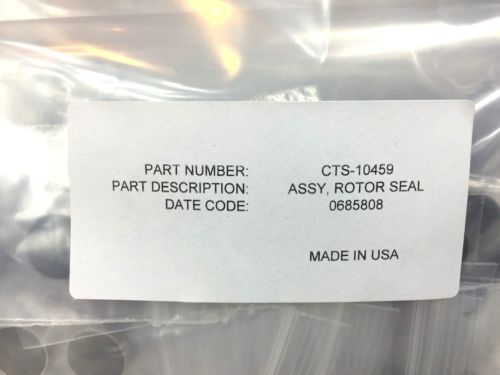 PART NUMBER: CTS-10459
PART DESCRIPTION: ASSY, ROTOR SEAL
DATE CODE: 0685808
MADE IN USA